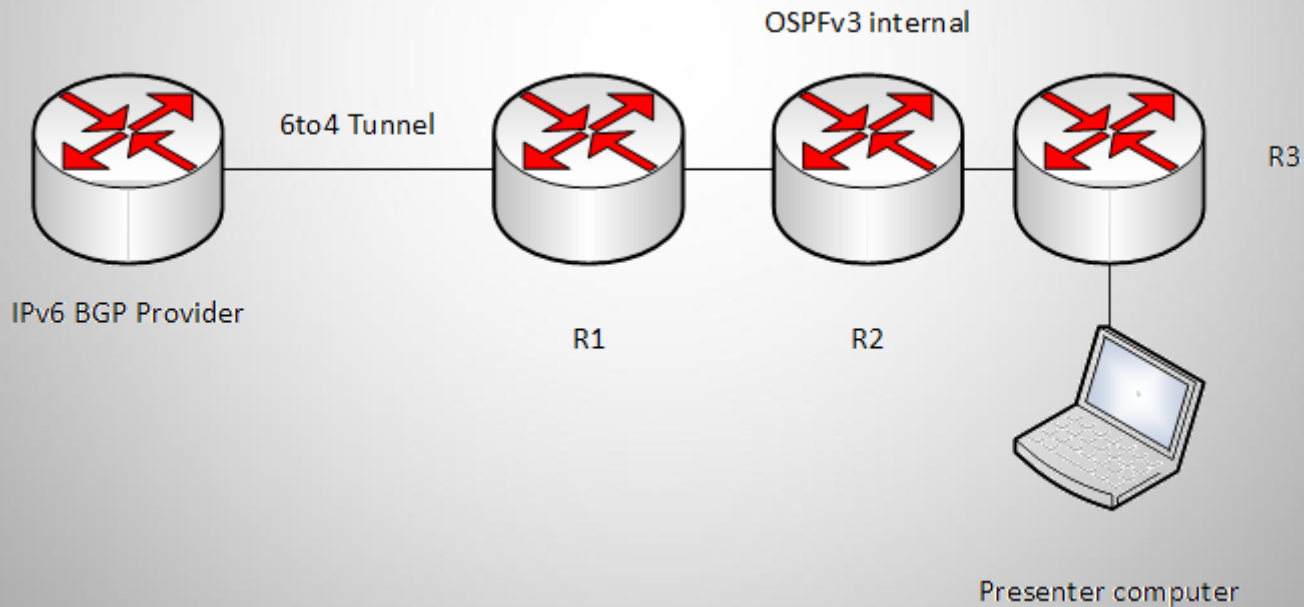 OSPFv3 internal
6to4 Tunnel
R3
IPv6 BGP Provider
R1
R2
Presenter computer